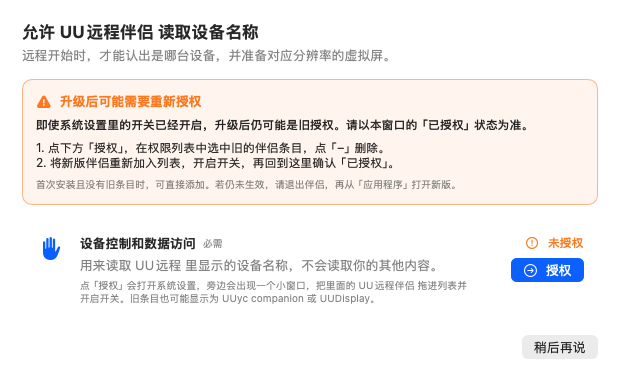 允许 UU远程伴侣 读取设备名称
远程开始时，才能认出是哪台设备，并准备对应分辨率的虚拟屏。
升级后可能需要重新授权
即使系统设置里的开关已经开启，升级后仍可能是旧授权。请以本窗口的「已授权」状态为准。
1. 点下方「授权」，在权限列表中选中旧的伴侣条目，点「−」删除。
2. 将新版伴侣重新加入列表，开启开关，再回到这里确认「已授权」。
首次安装且没有旧条目时，可直接添加。若仍未生效，请退出伴侣，再从「应用程序」打开新版。
设备控制和数据访问 必需
未授权
用来读取 UU远程 里显示的设备名称，不会读取你的其他内容。
授权
点「授权」会打开系统设置，旁边会出现一个小窗口，把里面的 UU远程伴侣 拖进列表并
开启开关。旧条目也可能显示为 UUyc companion 或 UUDisplay。
稍后再说